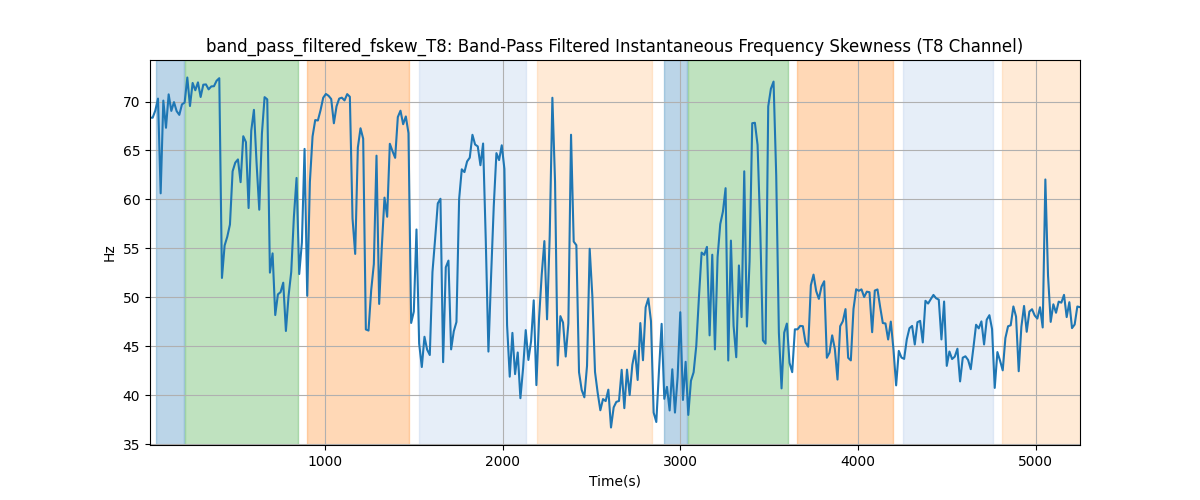 band_pass_filtered_fskew_T8: Band-Pass Filtered Instantaneous Frequency Skewness (T8 Channel)
70
65
60
55
50
45
40
35
Hz
1000 2000 3000 4000 5000
Time(s)